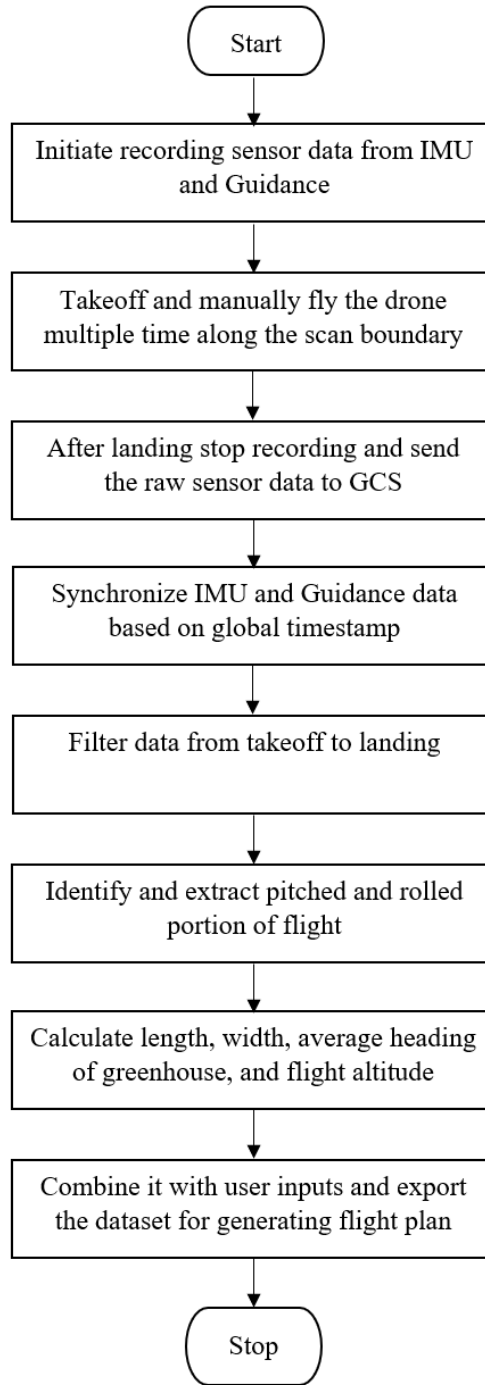 Start
Initiate recording sensor data from IMU
and Guidance
Takeoff and manually fly the drone
multiple time along the scan boundary
After landing stop recording and send
the raw sensor data to GCS
Synchronize IMU and Guidance data
based on global timestamp
Filter data from takeoff to landing
Identify and extract pitched and rolled
portion of flight
Calculate length, width, average heading
of greenhouse, and flight altitude
Combine it with user inputs and export
the dataset for generating flight plan
Stop